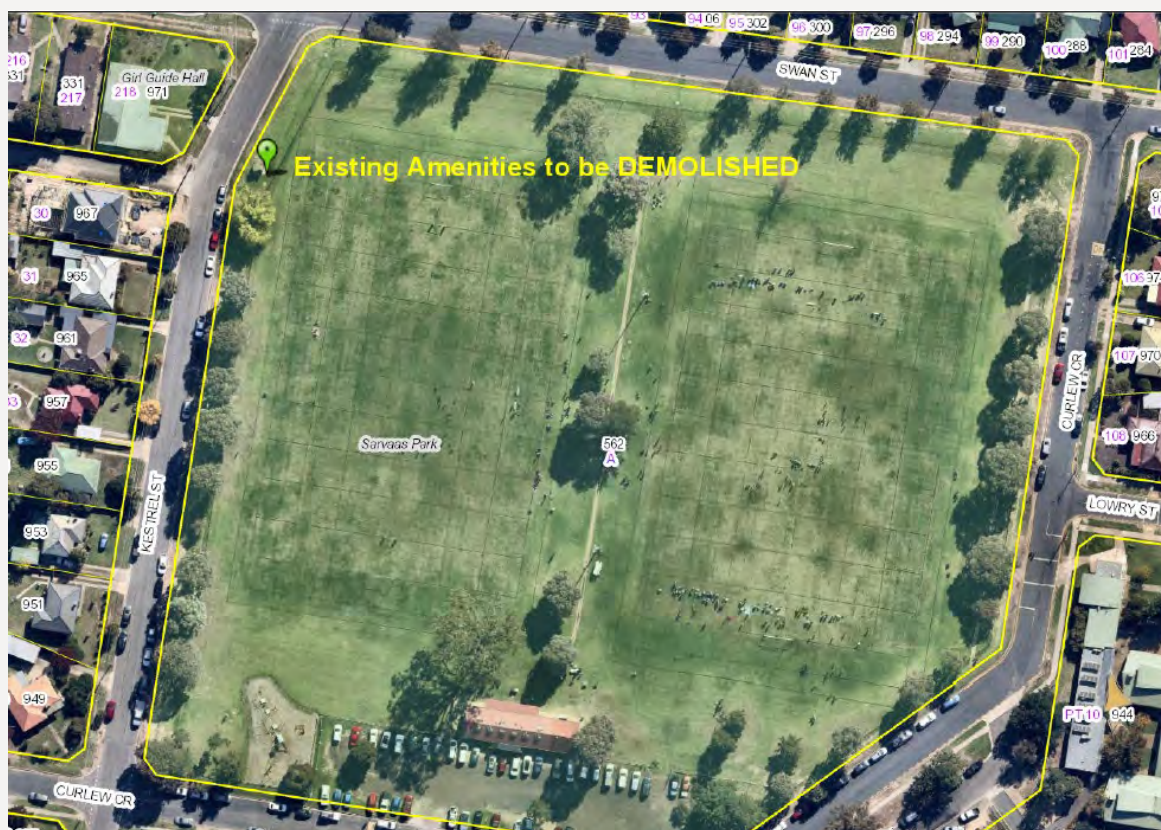 94 06
95 302
96 300
97 296
98 294
99 290
100 288
101 284
SWAN ST
331
217
Girl Guide Hall
218 971
Existing Amenities to be DEMOLISHED
30 967
31 965
32 961
957
955
953
951
949
KESTREL ST
Sarvaas Park
562
A
CURLEW CR
106
107 970
108 966
LOWRY ST
PT 10 944
CURLEW CR